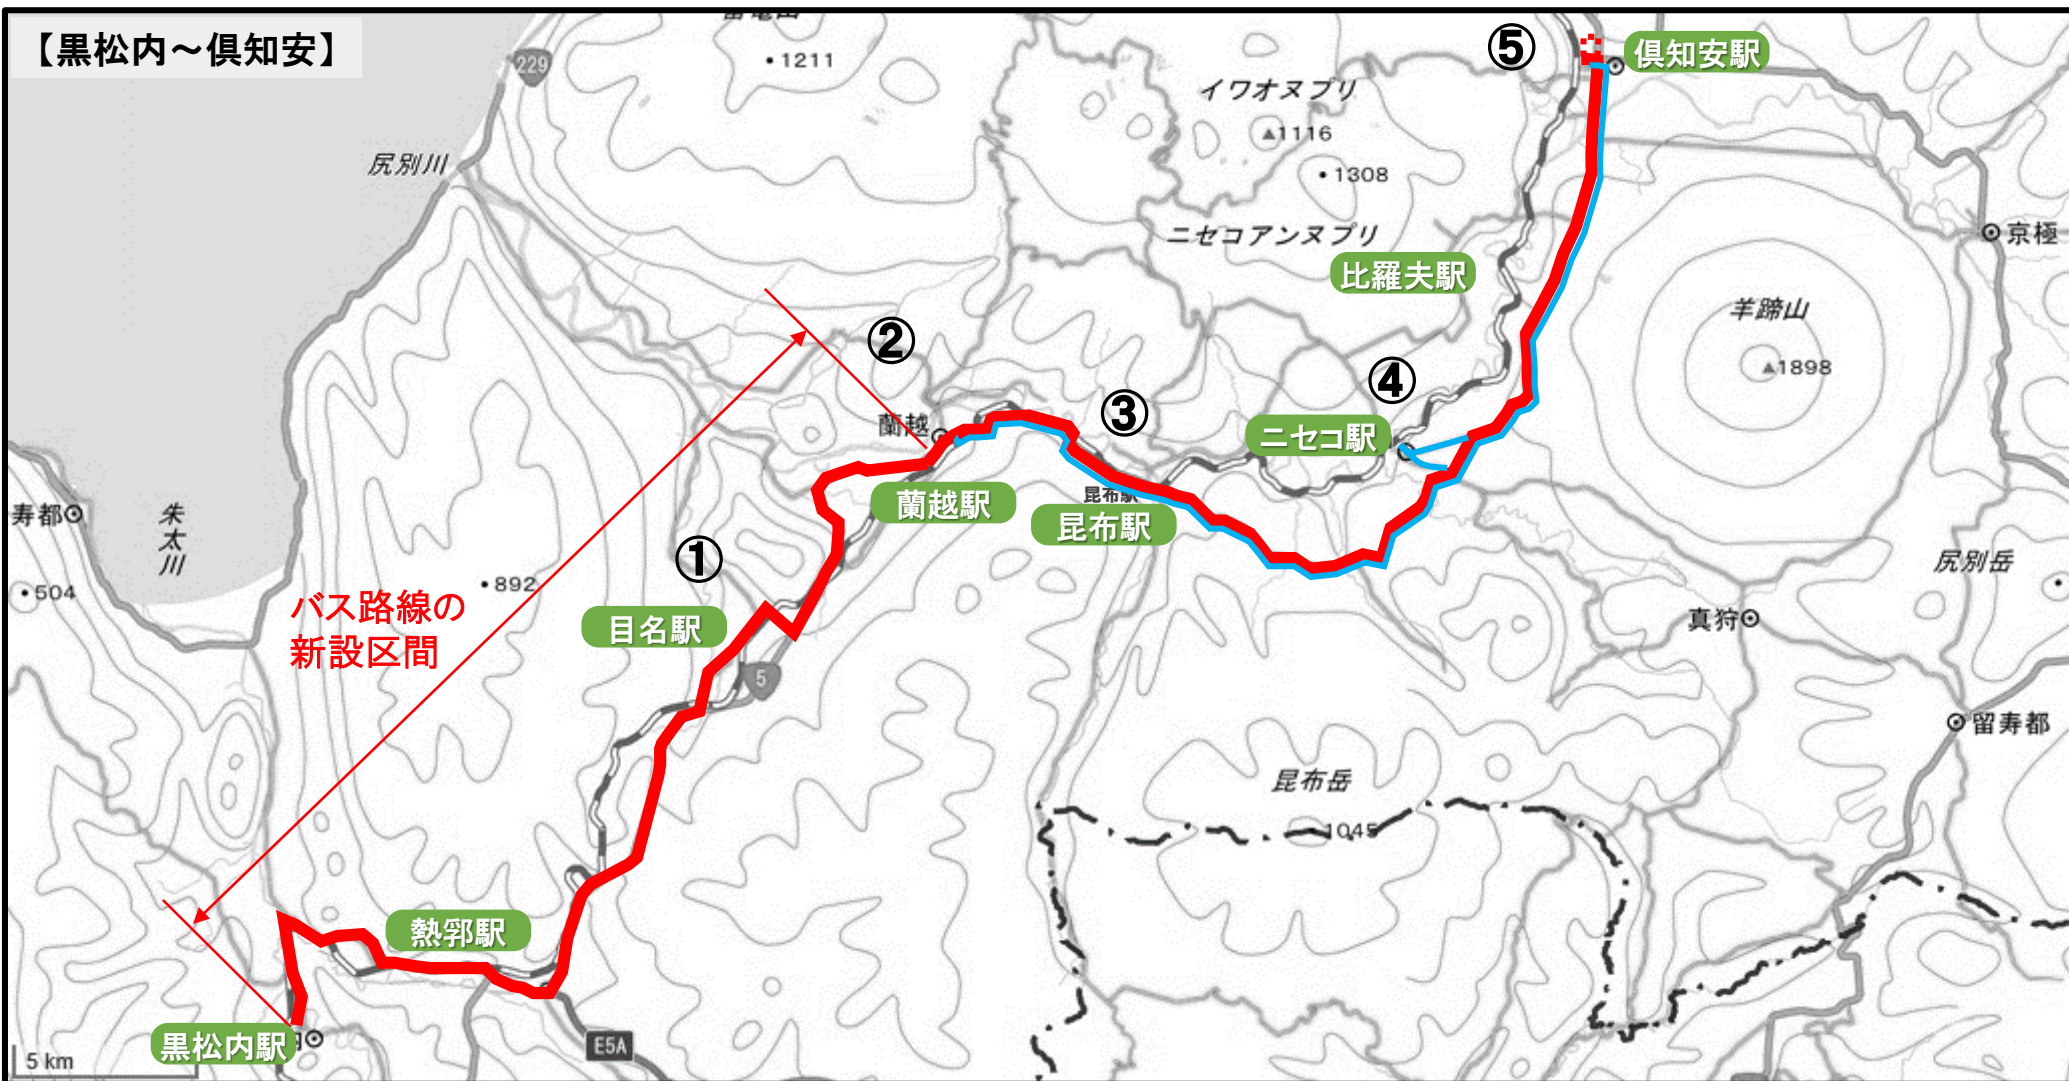 【黒松内～倶知安】
229
1211
⑤
倶知安駅
イワオヌプリ
1116
1308
尻別川
ニセコアンヌプリ
比羅夫駅
京極
羊蹄山
1898
②
④
③
蘭越
ニセコ駅
蘭越駅
昆布駅
昆布駅
寿都
朱太川
①
504
892
バス路線の
新設区間
目名駅
5
尻別岳
真狩
留寿都
昆布岳
1045
熱郛駅
黒松内駅
E5A
5 km